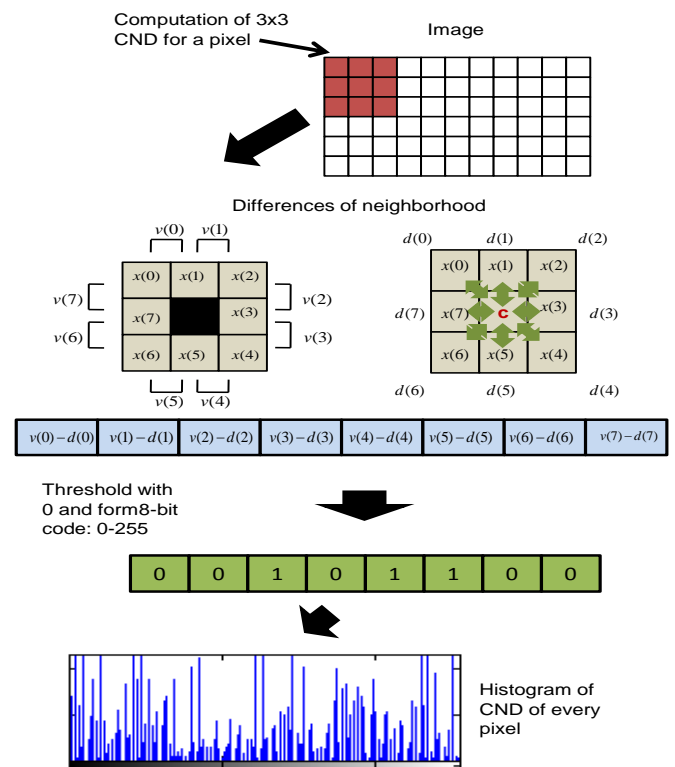 Computation of 3x3
CND for a pixel
Image
Differences of neighborhood
v(0) v(1)
d(0) d(1) d(2)
x(0) x(1) x(2)
x(0) x(1) x(2)
v(7) v(2)
x(7) x(3)
d(7) x(7) C x(3) d(3)
v(6) v(3)
x(6) x(5) x(4)
x(6) x(5) x(4)
v(5) v(4)
d(6) d(5) d(4)
v(0)–d(0) v(1)–d(1) v(2)–d(2) v(3)–d(3) v(4)–d(4) v(5)–d(5) v(6)–d(6) v(7)–d(7)
Threshold with
0 and form8-bit
code: 0-255
0 0 1 0 1 1 0 0
Histogram of
CND of every
pixel